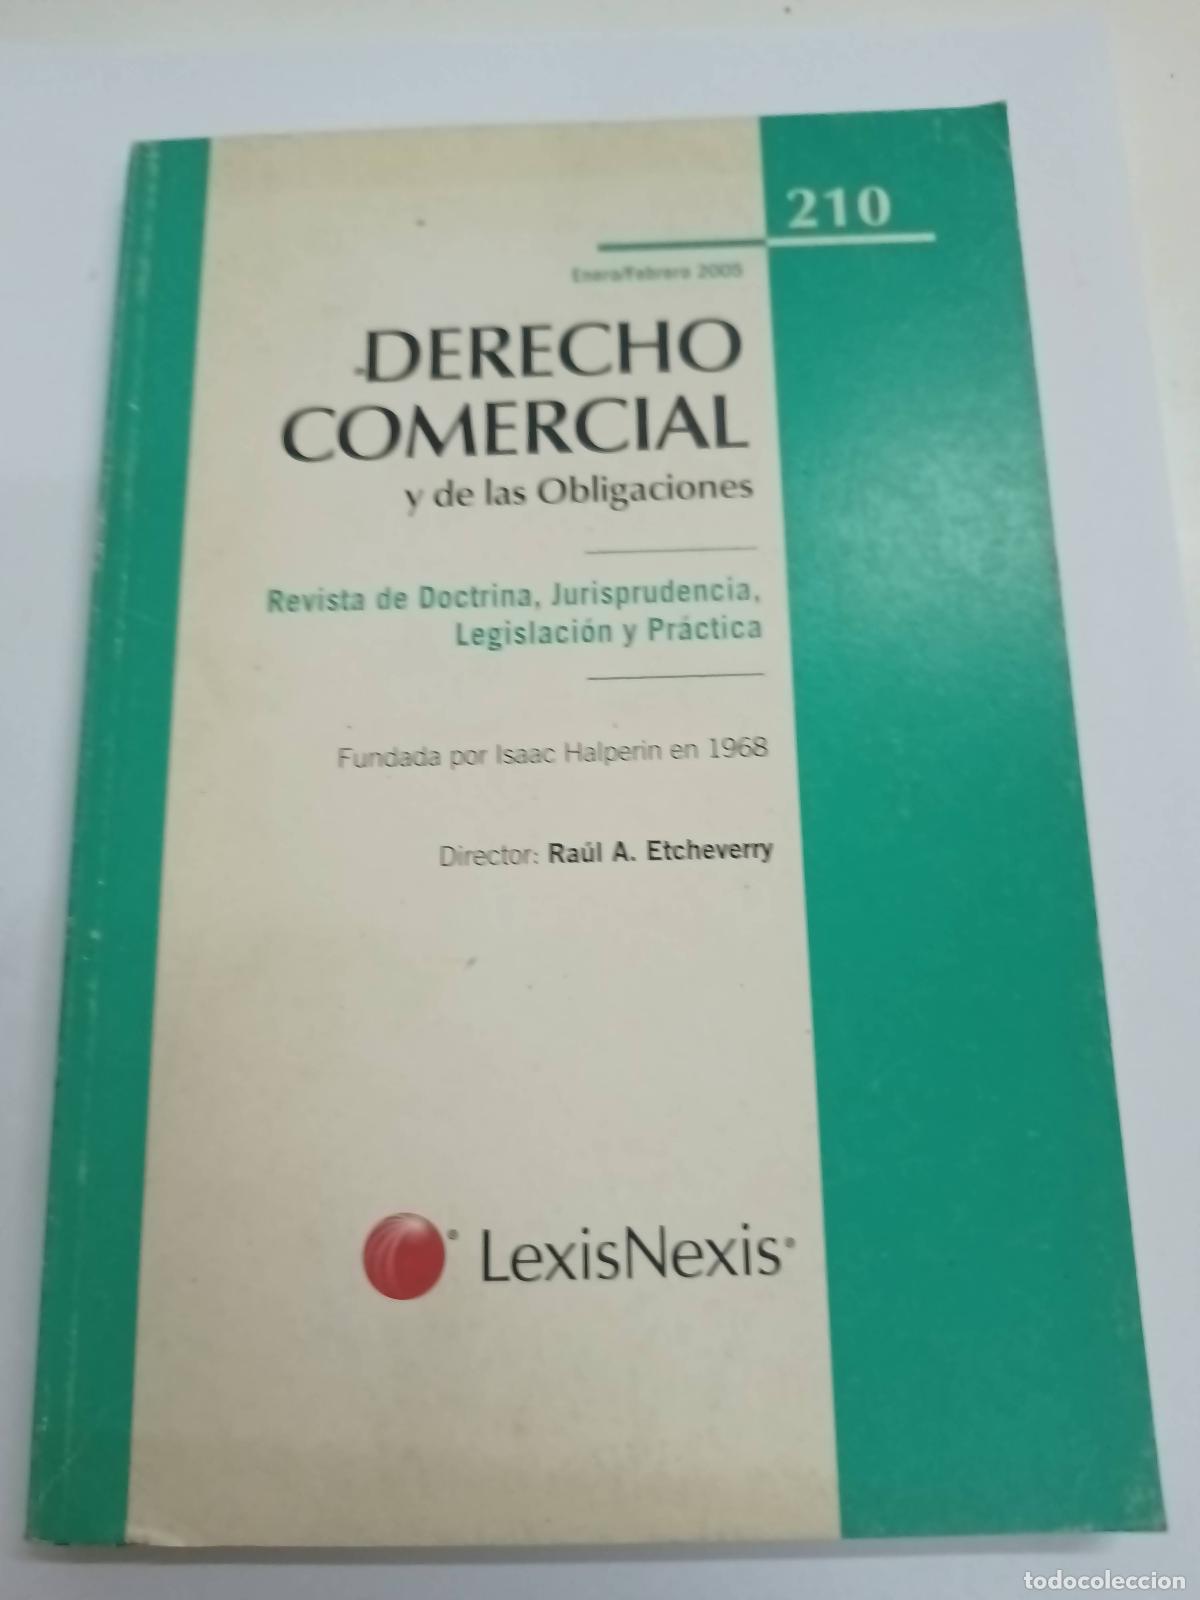 210
Enero/Febrero 2005
DERECHO
COMERCIAL
y de las Obligaciones
Revista de Doctrina, Jurisprudencia,
Legislación y Práctica
Fundada por Isaac Halperin en 1968
Director: Raúl A. Etcheverry
LexisNexis®
todocoleccion